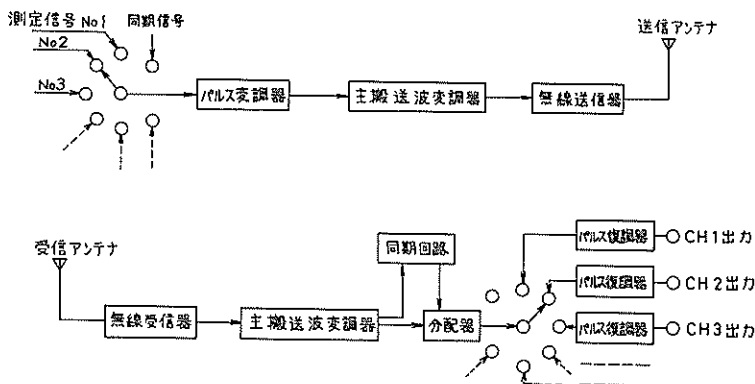 測定信号 No1
同期信号
No2
No3
パルス変調器
主搬送波変調器
無線送信器
送信アンテナ
受信アンテナ
無線受信器
主搬送波変調器
同期回路
分配器
パルス復調器
CH1出力
パルス復調器
CH2出力
パルス復調器
CH3出力